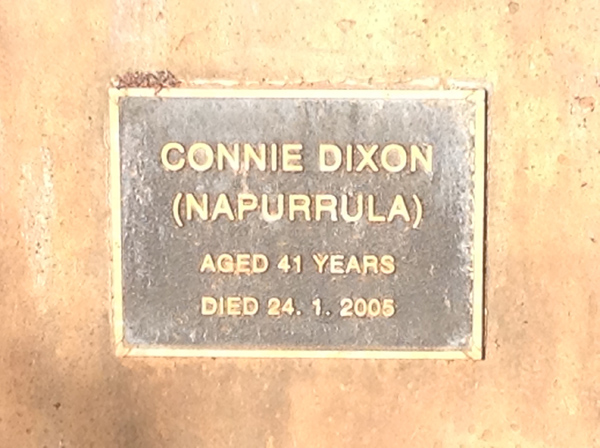 CONNIE DIXON
(NAPURRULA)
AGED 41 YEARS
DIED 24. 1. 2005